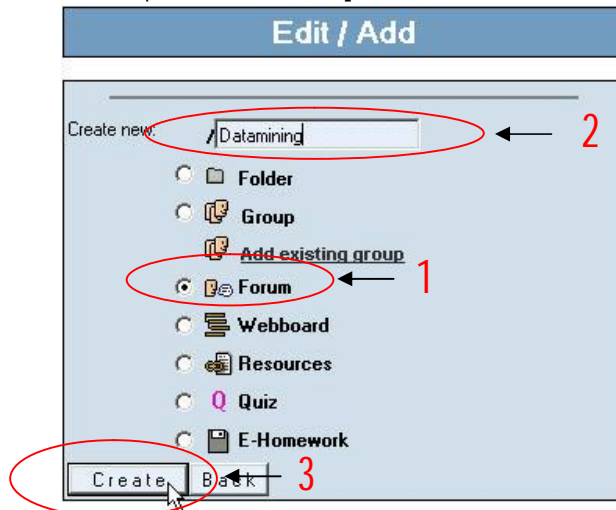 Edit / Add
Create new: /Datamining 2
Folder
Group
Add existing group
Forum 1
Webboard
Resources
Q Quiz
E-Homework
Create Back 3